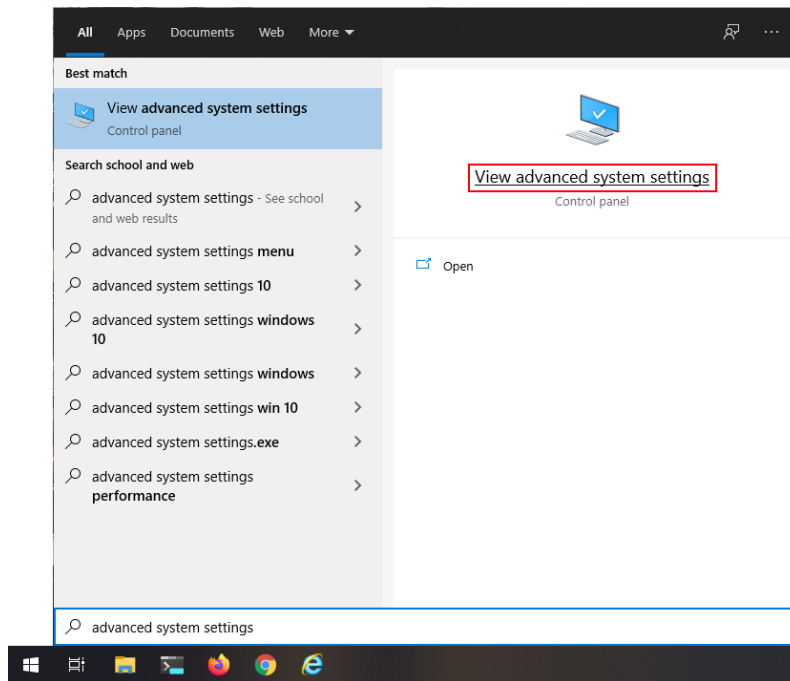 All Apps Documents Web More
Best match
View advanced system settings
Control panel
Search school and web
advanced system settings - See school
and web results
advanced system settings menu
advanced system settings 10
advanced system settings windows
10
advanced system settings windows
advanced system settings win 10
advanced system settings.exe
advanced system settings
performance
View advanced system settings
Control panel
Open
advanced system settings